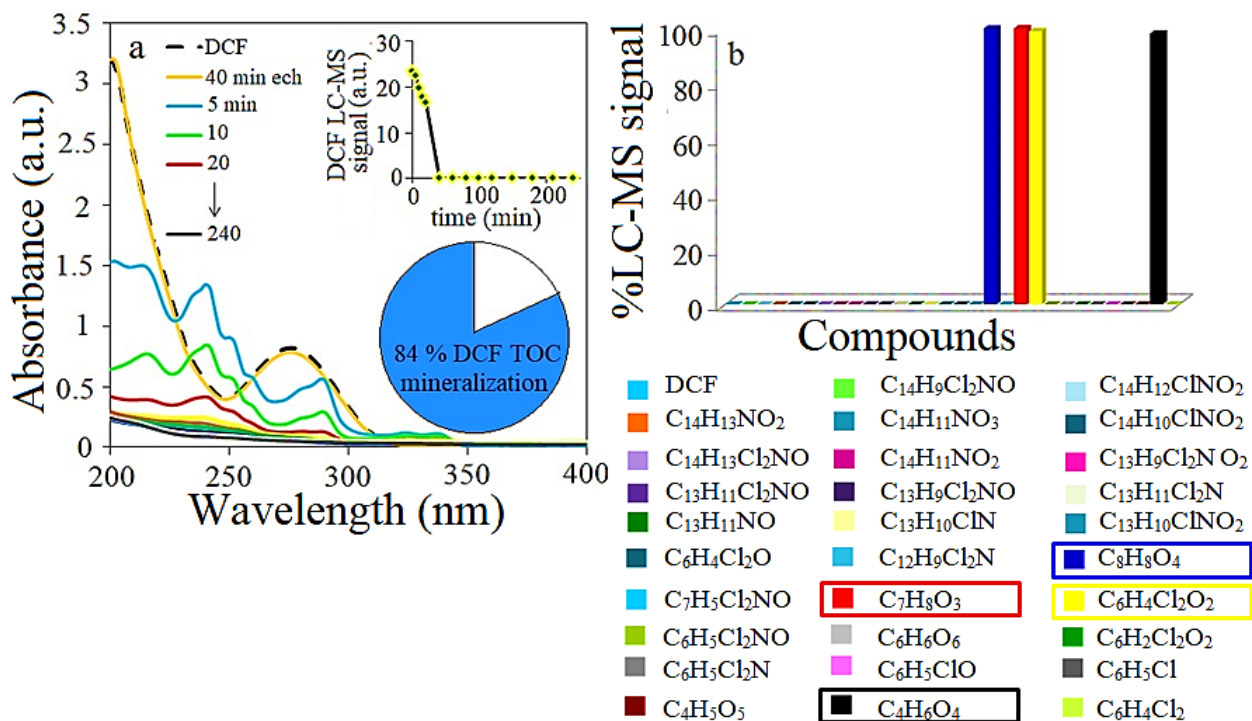 a
3.5
3
2.5
2
1.5
1
0.5
0
Absorbance (a.u.)
200
250
300
350
400
Wavelength (nm)
DCF
40 min ech
5 min
10
20
240
DCF LC-MS
signal (a.u.)
30
20
10
0
0
100
200
time (min)
84 % DCF TOC
mineralization
b
%LC-MS signal
100
80
60
40
20
0
Compounds
DCF
C₁₄H₉Cl₂NO
C₁₄H₁₂ClNO₂
C₁₄H₁₃NO₂
C₁₄H₁₁NO₃
C₁₄H₁₀ClNO₂
C₁₄H₁₃Cl₂NO
C₁₄H₁₁NO₂
C₁₃H₉Cl₂N O₂
C₁₃H₁₁Cl₂NO
C₁₃H₉Cl₂NO
C₁₃H₁₁Cl₂N
C₁₃H₁₁NO
C₁₃H₁₀ClN
C₁₃H₁₀ClNO₂
C₆H₄Cl₂O
C₁₂H₉Cl₂N
C₈H₈O₄
C₇H₅Cl₂NO
C₇H₈O₃
C₆H₄Cl₂O₂
C₆H₅Cl₂NO
C₆H₆O₆
C₆H₂Cl₂O₂
C₆H₅Cl₂N
C₆H₅ClO
C₆H₅Cl
C₄H₅O₅
C₄H₆O₄
C₆H₄Cl₂